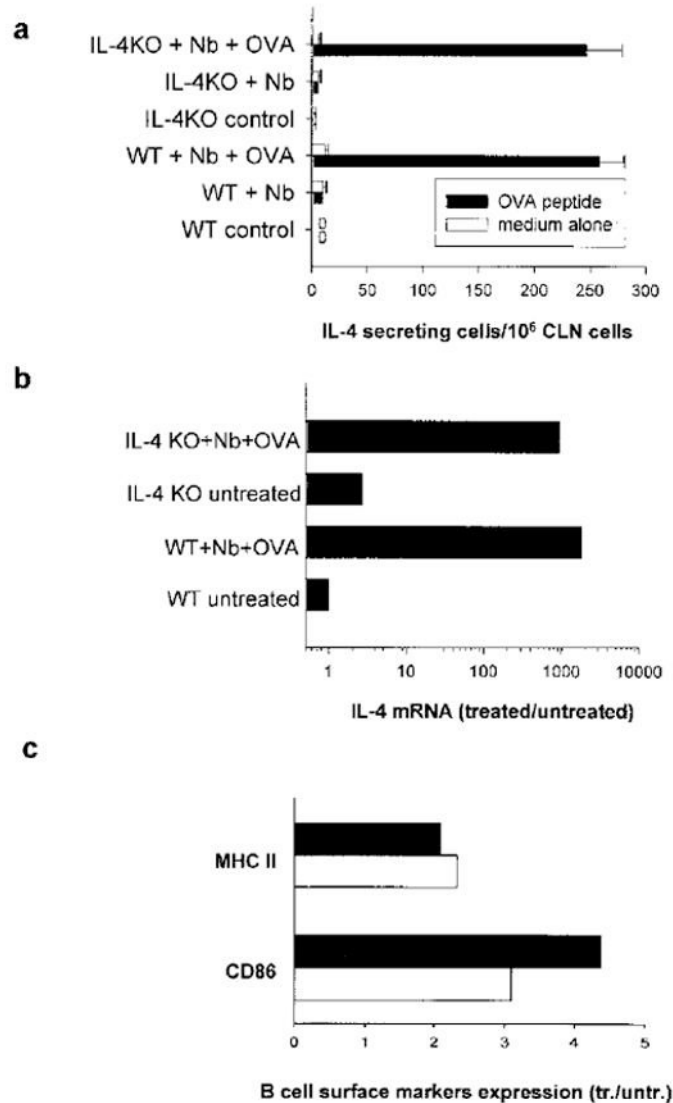 a
IL-4KO + Nb + OVA
IL-4KO + Nb
IL-4KO control
WT + Nb + OVA
WT + Nb
WT control
OVA peptide
medium alone
0 50 100 150 200 250 300
IL-4 secreting cells/10⁶ CLN cells
b
IL-4 KO+Nb+OVA
IL-4 KO untreated
WT+Nb+OVA
WT untreated
1 10 100 1000 10000
IL-4 mRNA (treated/untreated)
c
MHC II
CD86
0 1 2 3 4 5
B cell surface markers expression (tr./untr.)